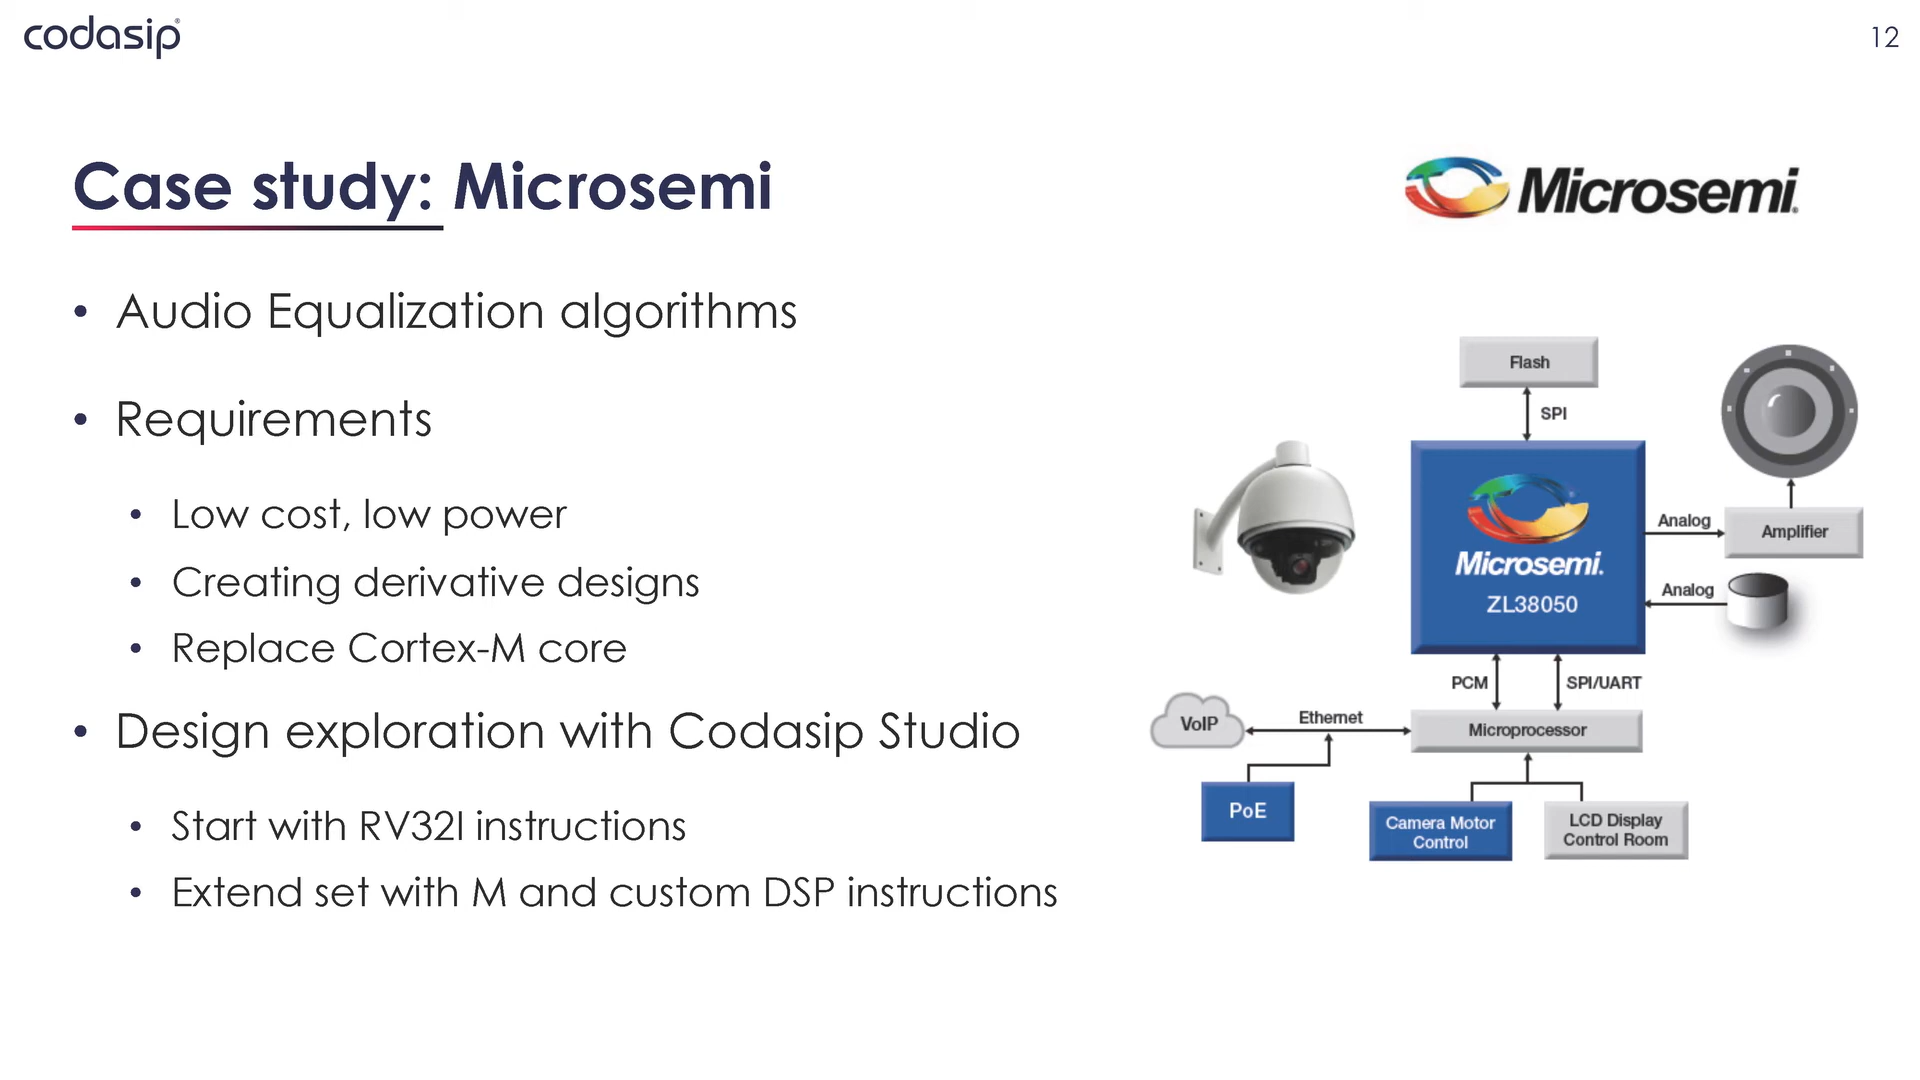 codasip
12
Case study: Microsemi
Microsemi
• Audio Equalization algorithms
• Requirements
• Low cost, low power
• Creating derivative designs
• Replace Cortex-M core
• Design exploration with Codasip Studio
• Start with RV32I instructions
• Extend set with M and custom DSP instructions
Flash
SPI
Microsemi.
ZL38050
Analog
Amplifier
Analog
PCM
SPI/UART
VoIP
Ethernet
Microprocessor
PoE
Camera Motor
Control
LCD Display
Control Room